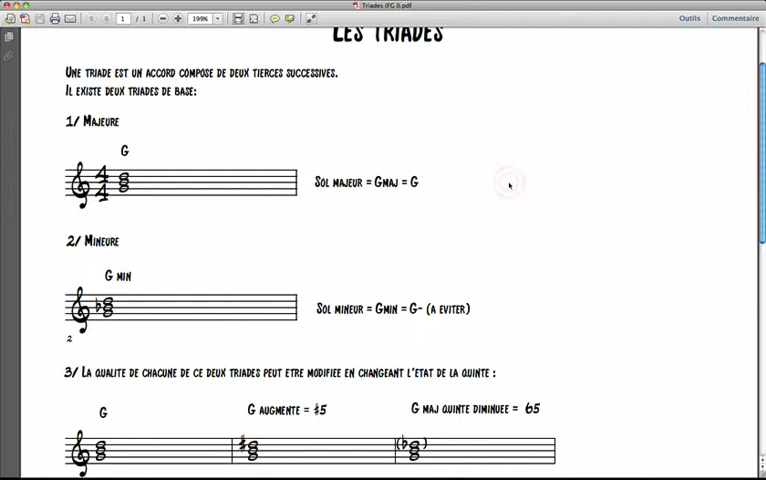 Triades (FG I).pdf
1 / 1
199%
Outils
Commentaire
LES TRIADES
UNE TRIADE EST UN ACCORD COMPOSE DE DEUX TIERCES SUCCESSIVES.
IL EXISTE DEUX TRIADES DE BASE:
1/ MAJEURE
G
4
4
SOL MAJEUR = GMAJ = G
2/ MINEURE
G MIN
SOL MINEUR = GMIN = G- (A EVITER)
2
3/ LA QUALITE DE CHACUNE DE CE DEUX TRIADES PEUT ETRE MODIFIEE EN CHANGEANT L'ETAT DE LA QUINTE :
G
G AUGMENTE = ♯5
G MAJ QUINTE DIMINUEE = ♭5